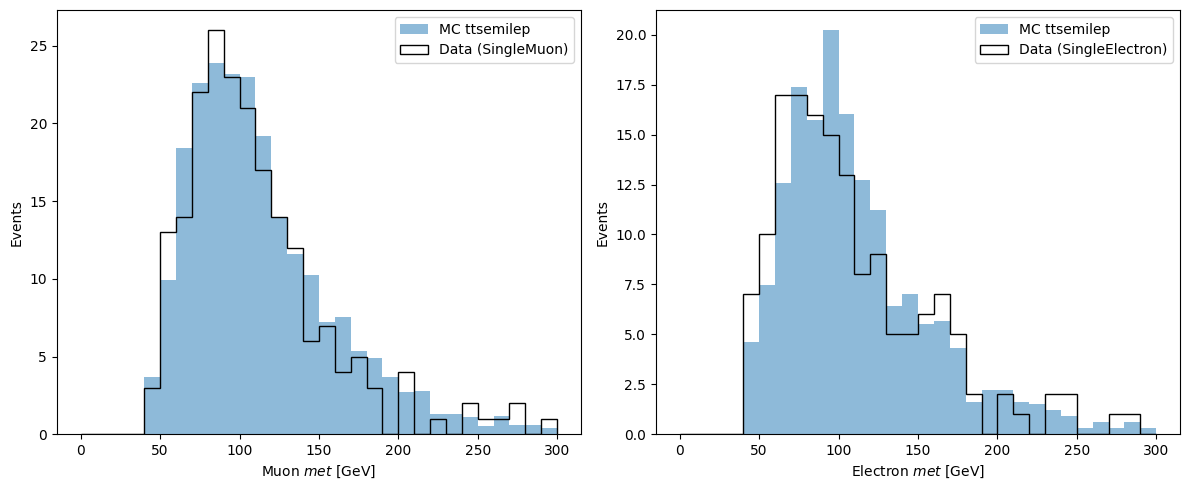 MC ttsemilep
Data (SingleMuon)
25
20
15
10
5
0
Events
0 50 100 150 200 250 300
Muon met [GeV]
MC ttsemilep
Data (SingleElectron)
20.0
17.5
15.0
12.5
10.0
7.5
5.0
2.5
0.0
Events
0 50 100 150 200 250 300
Electron met [GeV]